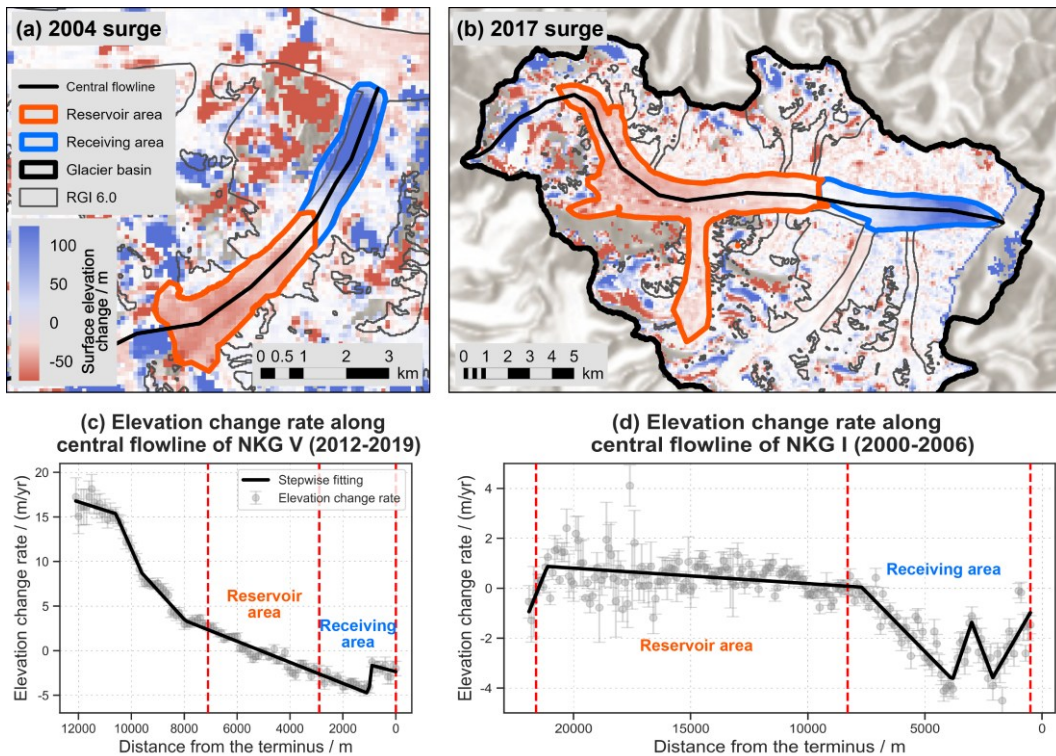 (a) 2004 surge
Central flowline
Reservoir area
Receiving area
Glacier basin
RGI 6.0
100
50
0
-50
Surface elevation
change / m
0 0.5 1 2 3
km
(b) 2017 surge
0 1 2 3 4 5
km
(c) Elevation change rate along
central flowline of NKG V (2012-2019)
Elevation change rate / (m/yr)
20
15
10
5
0
-5
Stepwise fitting
Elevation change rate
Reservoir
area
Receiving
area
12000 10000 8000 6000 4000 2000 0
Distance from the terminus / m
(d) Elevation change rate along
central flowline of NKG I (2000-2006)
Elevation change rate / (m/yr)
4
2
0
-2
-4
Receiving area
Reservoir area
20000 15000 10000 5000 0
Distance from the terminus / m